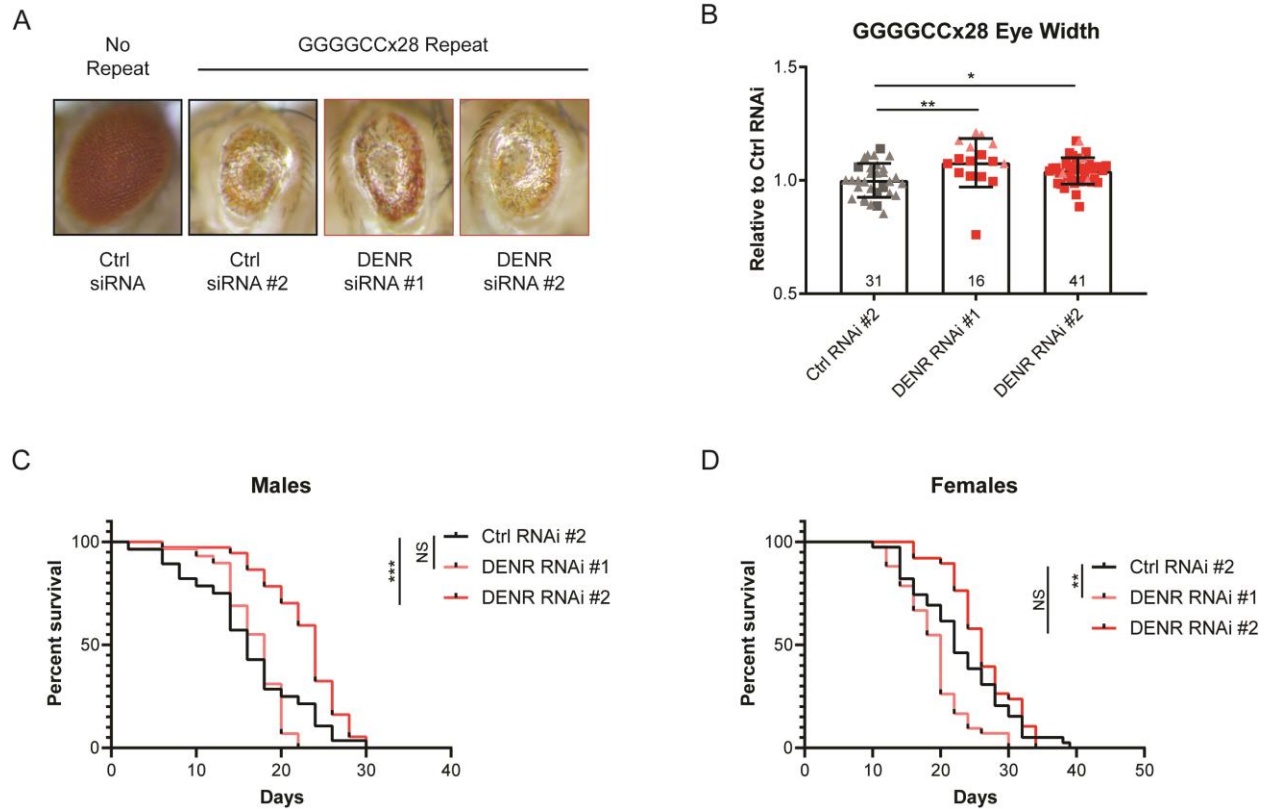 A
No
Repeat
GGGGCCx28 Repeat
Ctrl
siRNA
Ctrl
siRNA #2
DENR
siRNA #1
DENR
siRNA #2
B
GGGGCCx28 Eye Width
Relative to Ctrl RNAi
1.5
1.0
0.5
*
**
31
16
41
Ctrl RNAi #2
DENR RNAi #1
DENR RNAi #2
C
Males
Percent survival
100
50
0
0
10
20
30
40
Days
***
NS
Ctrl RNAi #2
DENR RNAi #1
DENR RNAi #2
D
Females
Percent survival
100
50
0
0
10
20
30
40
50
Days
NS
**
Ctrl RNAi #2
DENR RNAi #1
DENR RNAi #2